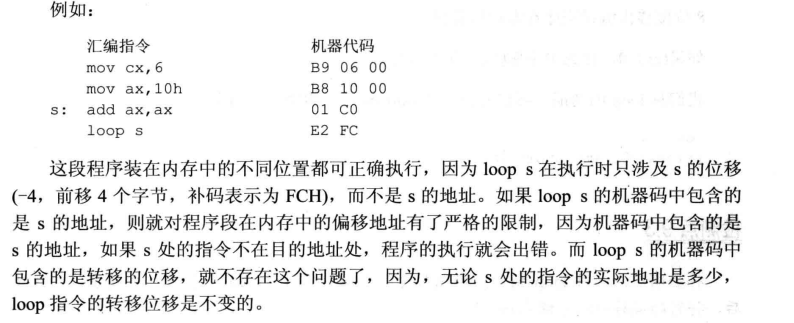 例如：
汇编指令 机器代码
mov cx,6 B9 06 00
mov ax,10h B8 10 00
s: add ax,ax 01 C0
loop s E2 FC
这段程序装在内存中的不同位置都可正确执行，因为 loop s 在执行时只涉及 s 的位移
(-4，前移 4 个字节，补码表示为 FCH)，而不是 s 的地址。如果 loop s 的机器码中包含的
是 s 的地址，则就对程序段在内存中的偏移地址有了严格的限制，因为机器码中包含的是
s 的地址，如果 s 处的指令不在目的地址处，程序的执行就会出错。而 loop s 的机器码中
包含的是转移的位移，就不存在这个问题了，因为，无论 s 处的指令的实际地址是多少，
loop 指令的转移位移是不变的。